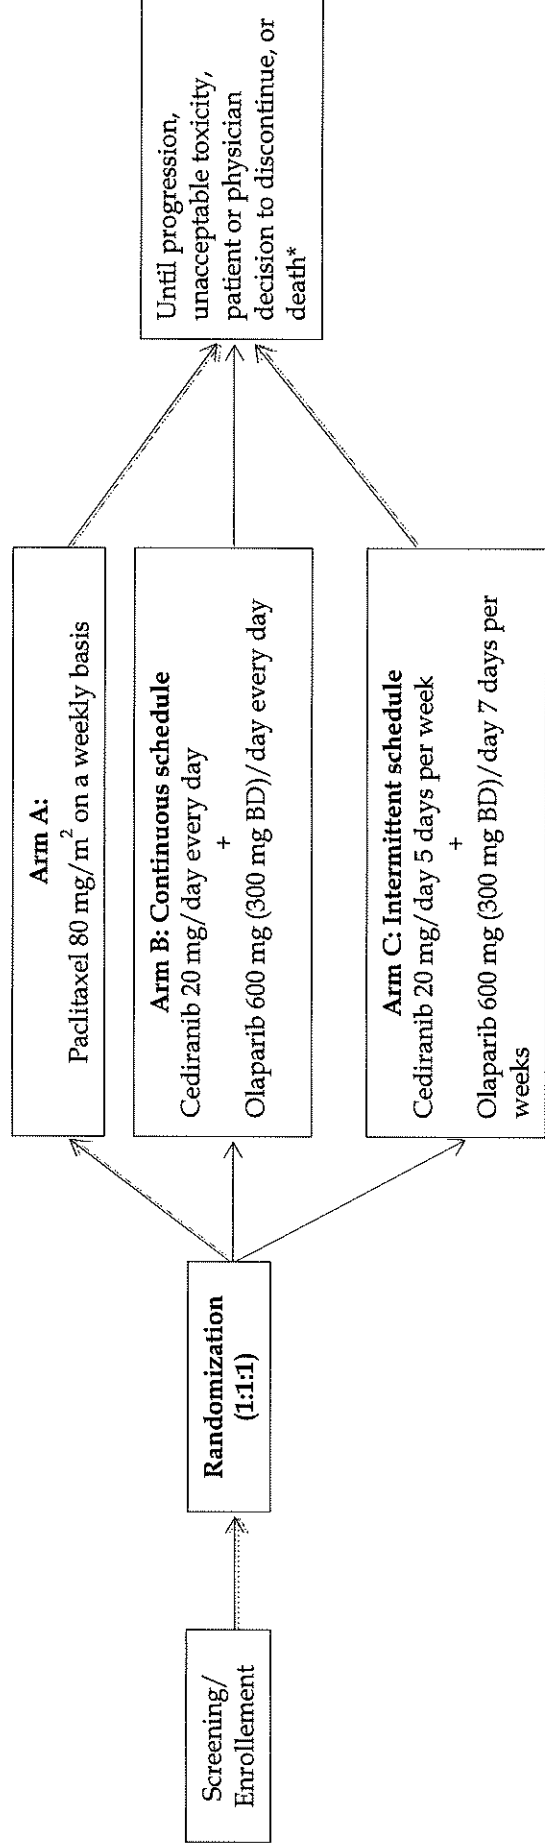 Screening/
Enrollement
Randomization
(1:1:1)
Arm A:
Paclitaxel 80 mg/m² on a weekly basis
Arm B: Continuous schedule
Cediranib 20 mg/day every day
+
Olaparib 600 mg (300 mg BD)/day every day
Arm C: Intermittent schedule
Cediranib 20 mg/day 5 days per week
+
Olaparib 600 mg (300 mg BD)/day 7 days per
weeks
Until progression,
unacceptable toxicity,
patient or physician
decision to discontinue, or
death*